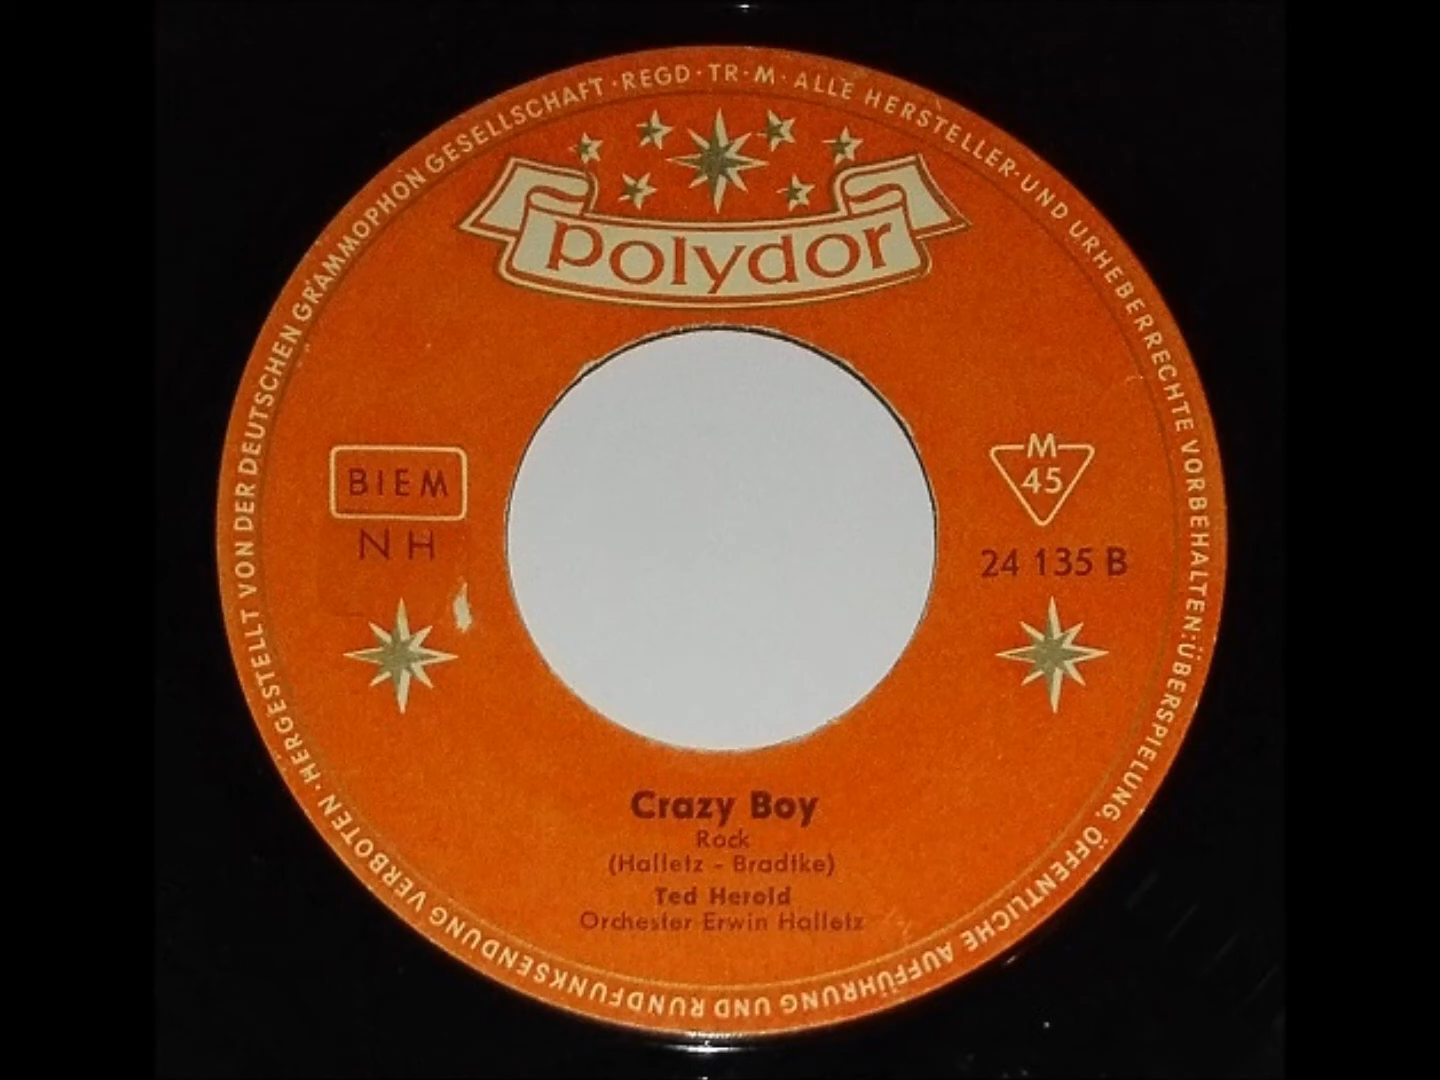 HERGESTELLT VON DER DEUTSCHEN GRAMMOPHON GESELLSCHAFT · REGD · TR · M · ALLE HERSTELLER- UND URHEBERRECHTE VORBEHALTEN: ÜBERSPIELUNG, ÖFFENTLICHE AUFFÜHRUNG UND RUNDFUNKSENDUNG VERBOTEN ·
polydor
BIEM
NH
M
45
24 135 B
Crazy Boy
Rock
(Halletz - Bradtke)
Ted Herold
Orchester Erwin Halletz